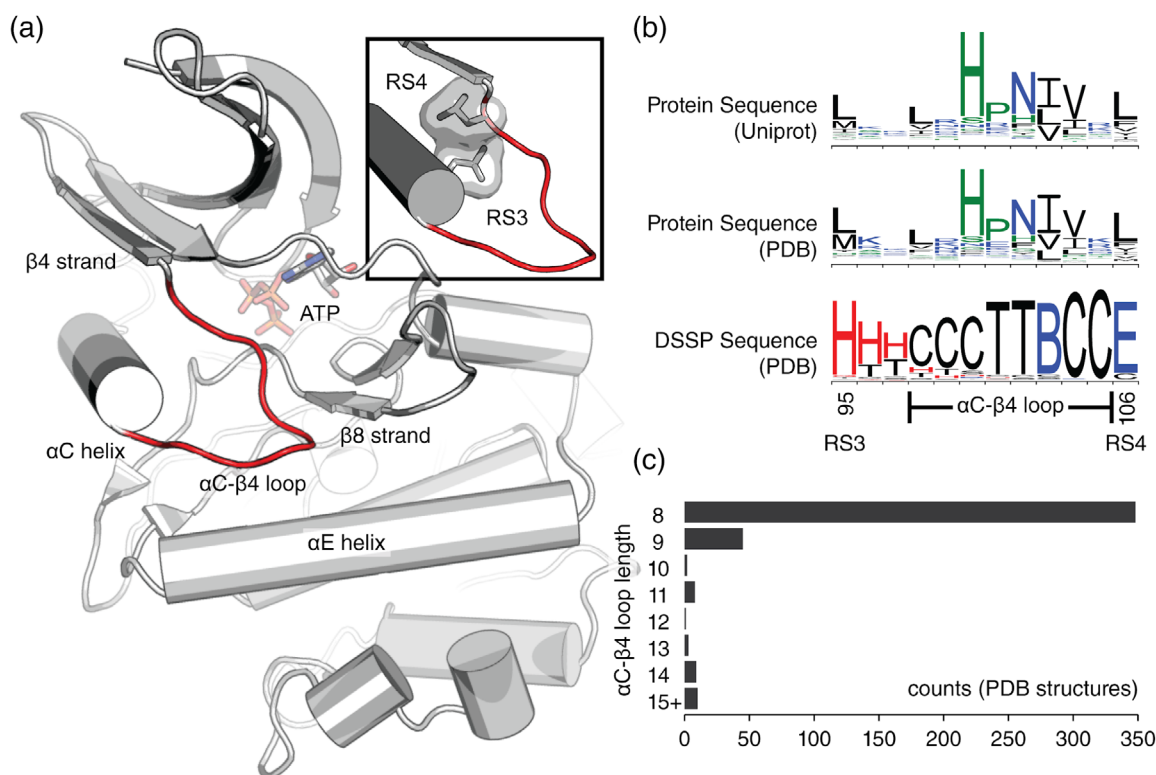 (a)
RS4
RS3
β4 strand
ATP
αC helix
β8 strand
αC-β4 loop
αE helix
(b)
Protein Sequence
(Uniprot)
Protein Sequence
(PDB)
DSSP Sequence
(PDB)
HHHCCCTTBCCE
95
αC-β4 loop
106
RS3
RS4
(c)
αC-β4 loop length
8
9
10
11
12
13
14
15+
counts (PDB structures)
0 50 100 150 200 250 300 350